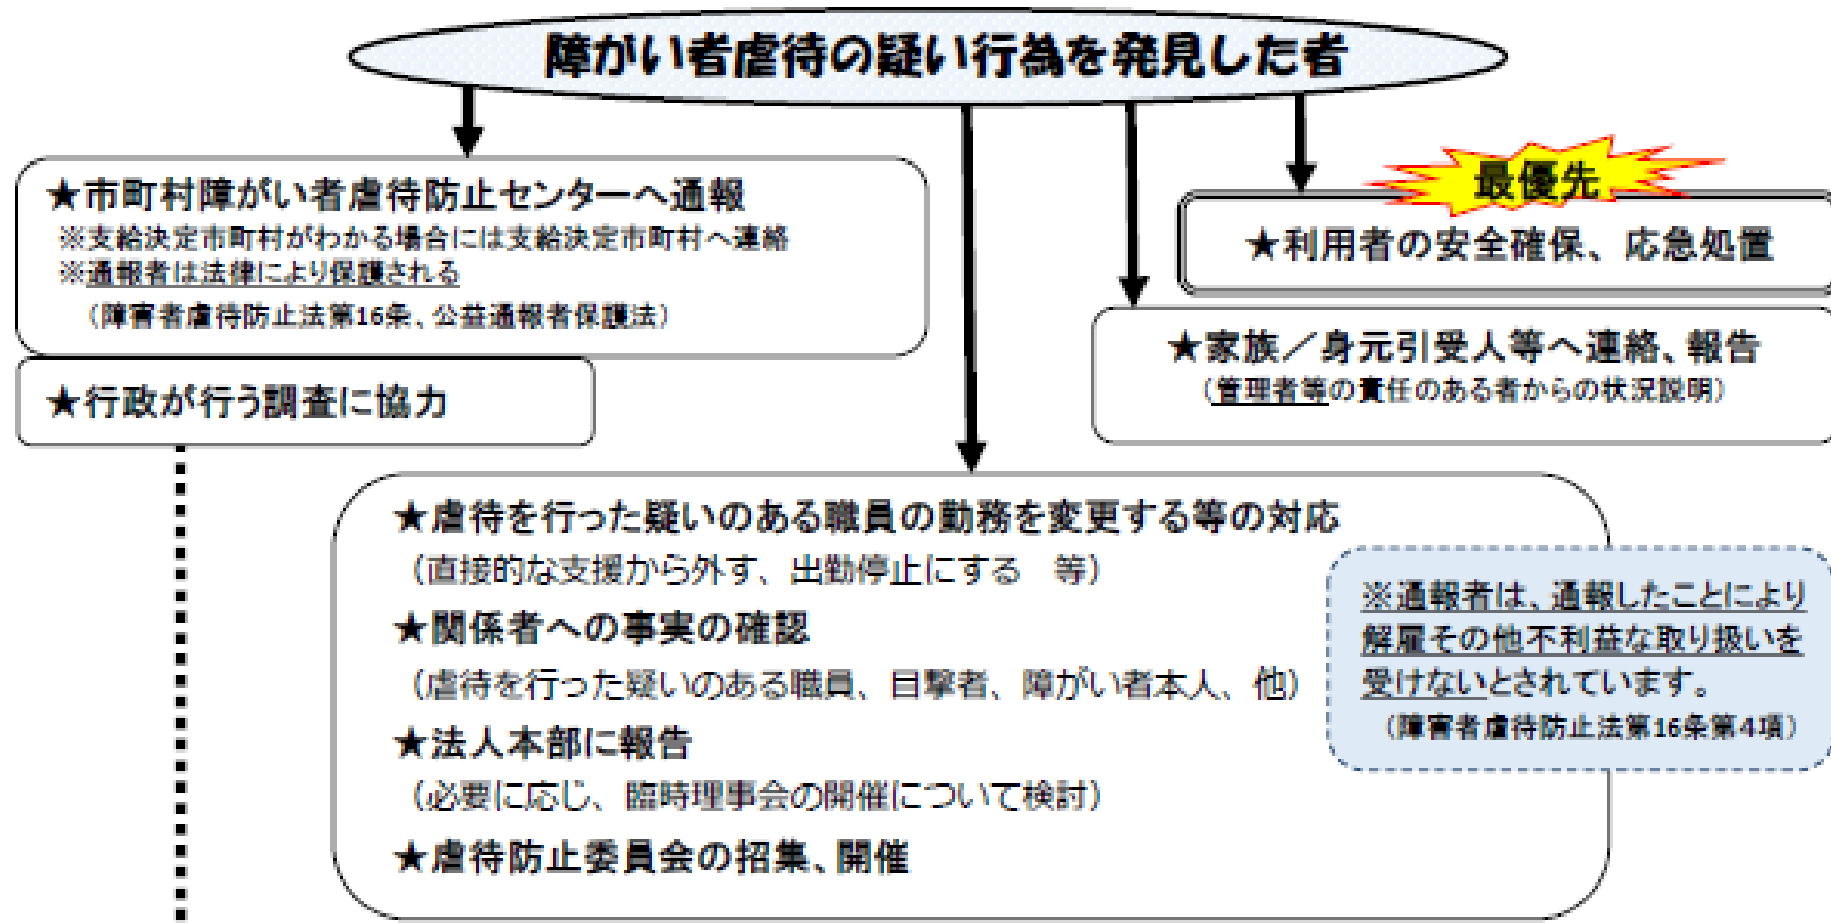 障がい者虐待の疑い行為を発見した者
★市町村障がい者虐待防止センターへ通報
※支給決定市町村がわかる場合には支給決定市町村へ連絡
※通報者は法律により保護される
（障害者虐待防止法第16条、公益通報者保護法）
★行政が行う調査に協力
最優先
★利用者の安全確保、応急処置
★家族／身元引受人等へ連絡、報告
（管理者等の責任のある者からの状況説明）
★虐待を行った疑いのある職員の勤務を変更する等の対応
（直接的な支援から外す、出勤停止にする　等）
★関係者への事実の確認
（虐待を行った疑いのある職員、目撃者、障がい者本人、他）
★法人本部に報告
（必要に応じ、臨時理事会の開催について検討）
★虐待防止委員会の招集、開催
※通報者は、通報したことにより
解雇その他不利益な取り扱いを
受けないとされています。
（障害者虐待防止法第16条第4項）